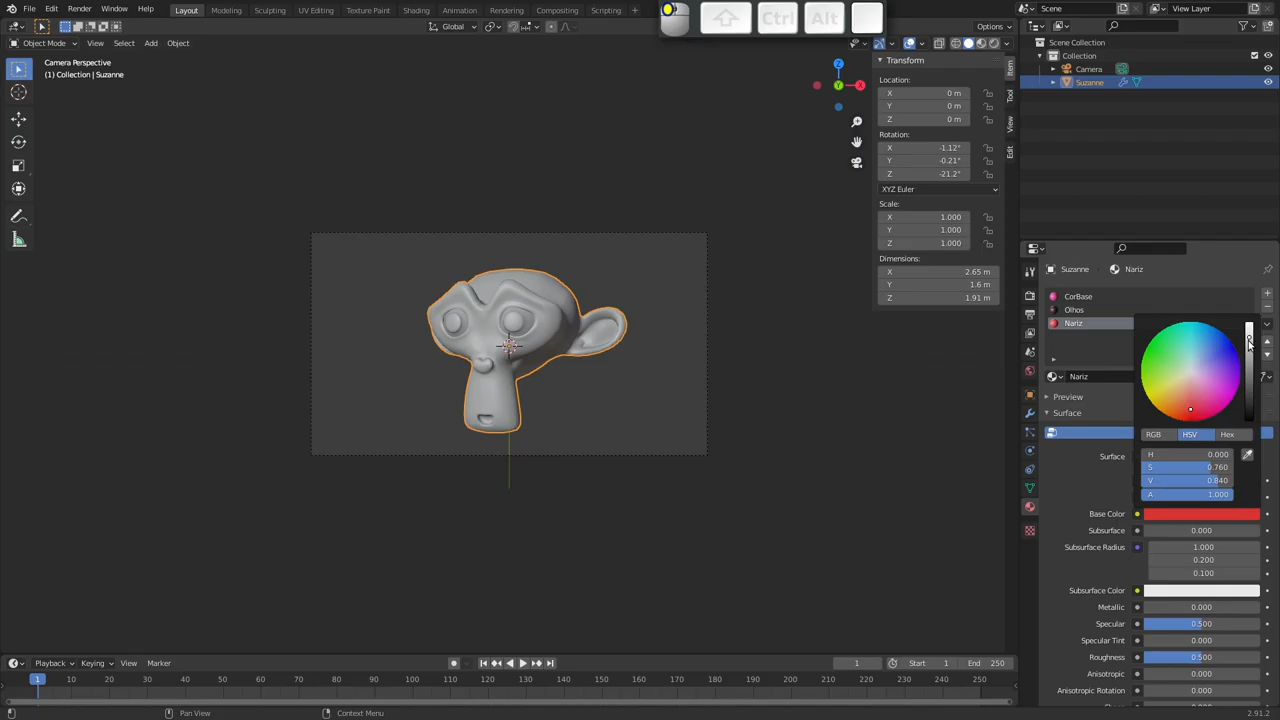 File Edit Render Window Help Layout Modeling Sculpting UV Editing Texture Paint Shading Animation Rendering Compositing Scripting
Ctrl Alt
Scene View Layer
Global Options
Object Mode View Select Add Object
Camera Perspective
(1) Collection | Suzanne
Z
Y X
Transform
Location:
X 0 m
Y 0 m
Z 0 m
Rotation:
X -1.12°
Y -0.21°
Z -21.2°
XYZ Euler
Scale:
X 1.000
Y 1.000
Z 1.000
Dimensions:
X 2.65 m
Y 1.6 m
Z 1.91 m
Item
Tool
View
Edit
Scene Collection
Collection
Camera
Suzanne
Suzanne Nariz
CorBase
Olhos
Nariz
Nariz
Preview
Surface
RGB HSV Hex
Surface
H 0.000
S 0.760
V 0.840
A 1.000
Base Color
Subsurface 0.000
Subsurface Radius 1.000
0.200
0.100
Subsurface Color
Metallic 0.000
Specular 0.500
Specular Tint 0.000
Roughness 0.500
Anisotropic 0.000
Anisotropic Rotation 0.000
Playback Keying View Marker 1 Start 1 End 250
1 10 20 30 40 50 60 70 80 90 100 110 120 130 140 150 160 170 180 190 200 210 220 230 240 250
Pan View Context Menu 2.91.2